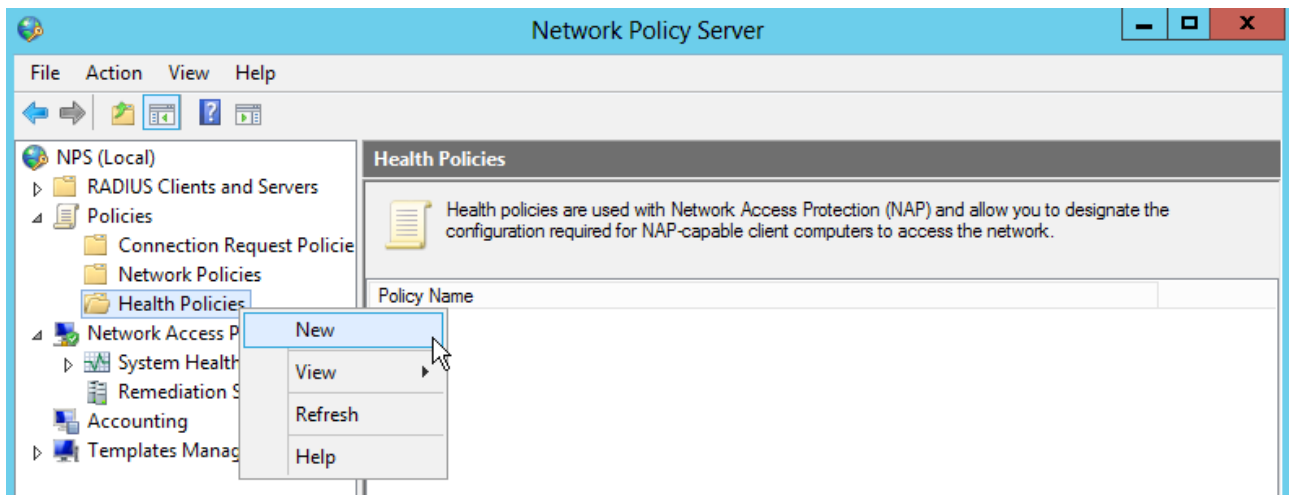 Network Policy Server
File Action View Help
NPS (Local)
RADIUS Clients and Servers
Policies
Connection Request Policie
Network Policies
Health Policies
Network Access P
System Health
Remediation S
Accounting
Templates Manag
New
View
Refresh
Help
Health Policies
Health policies are used with Network Access Protection (NAP) and allow you to designate the
configuration required for NAP-capable client computers to access the network.
Policy Name